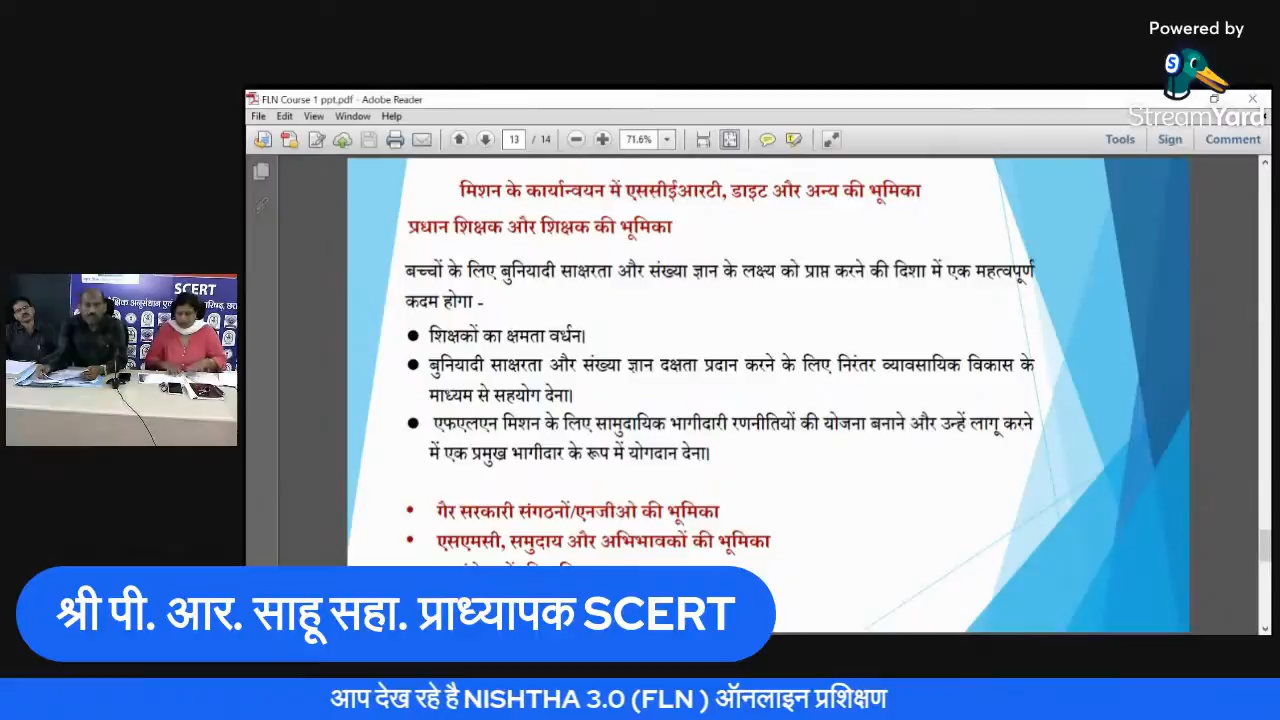 Powered by
StreamYard
FLN Course 1 ppt.pdf - Adobe Reader
File Edit View Window Help
13 / 14 71.6%
Tools Sign Comment
मिशन के कार्यान्वयन में एससीईआरटी, डाइट और अन्य की भूमिका
प्रधान शिक्षक और शिक्षक की भूमिका
बच्चों के लिए बुनियादी साक्षरता और संख्या ज्ञान के लक्ष्य को प्राप्त करने की दिशा में एक महत्वपूर्ण
कदम होगा -
● शिक्षकों का क्षमता वर्धन।
● बुनियादी साक्षरता और संख्या ज्ञान दक्षता प्रदान करने के लिए निरंतर व्यावसायिक विकास के
माध्यम से सहयोग देना।
● एफएलएन मिशन के लिए सामुदायिक भागीदारी रणनीतियों की योजना बनाने और उन्हें लागू करने
में एक प्रमुख भागीदार के रूप में योगदान देना।
• गैर सरकारी संगठनों/एनजीओ की भूमिका
• एसएमसी, समुदाय और अभिभावकों की भूमिका
SCERT
श्री पी. आर. साहू सहा. प्राध्यापक SCERT
आप देख रहे है NISHTHA 3.0 (FLN ) ऑनलाइन प्रशिक्षण